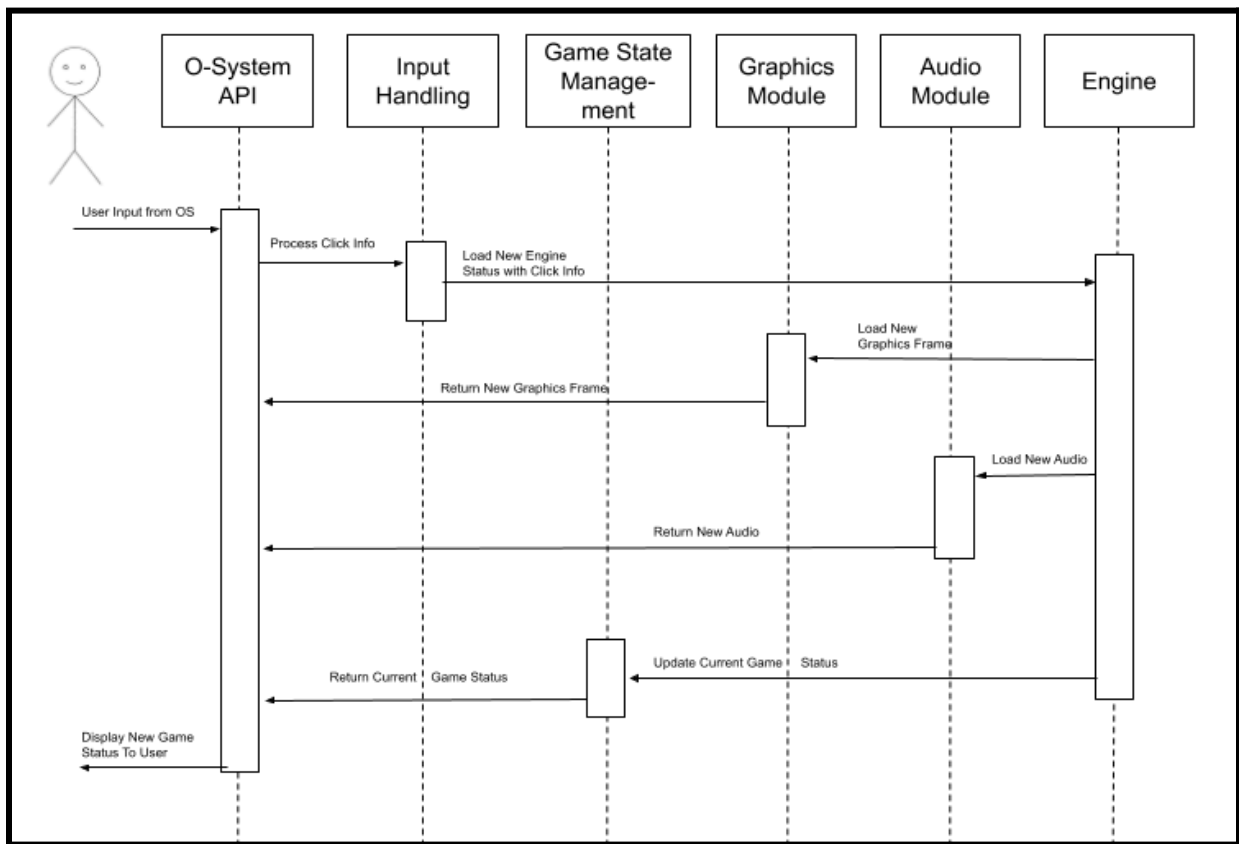 O-System
API
Input
Handling
Game State
Manage-
ment
Graphics
Module
Audio
Module
Engine
User Input from OS
Process Click Info
Load New Engine
Status with Click Info
Load New
Graphics Frame
Return New Graphics Frame
Load New Audio
Return New Audio
Update Current Game Status
Return Current Game Status
Display New Game
Status To User